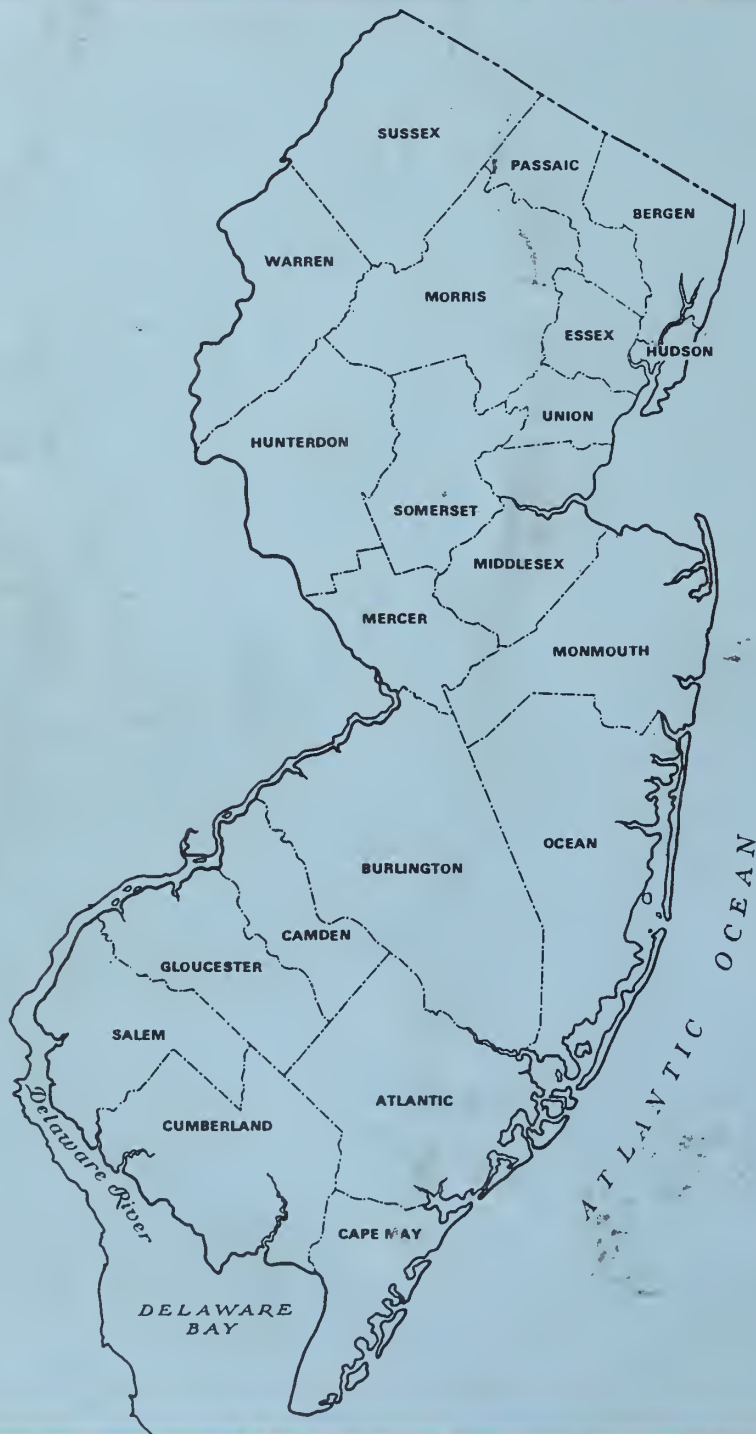 SUSSEX
PASSAIC
BERGEN
WARREN
MORRIS
ESSEX
HUDSON
UNION
HUNTERDON
SOMERSET
MIDDLESEX
MERCER
MONMOUTH
OCEAN
BURLINGTON
CAMDEN
GLOUCESTER
SALEM
ATLANTIC
CUMBERLAND
CAPE MAY
Delaware River
DELAWARE
BAY
ATLANTIC OCEAN